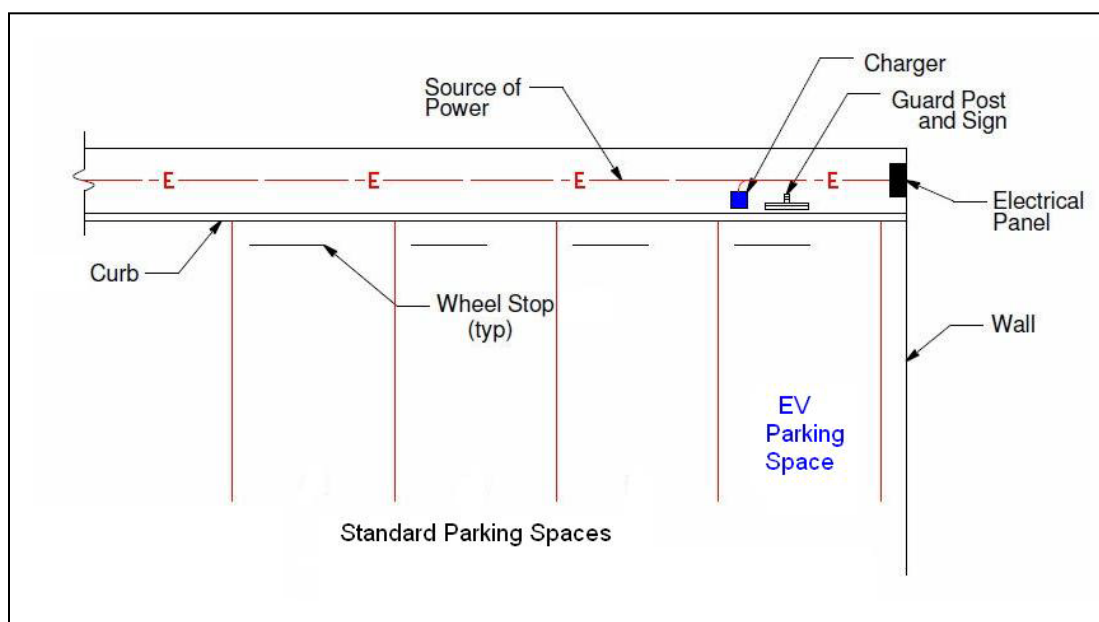 Charger
Source of
Power
Guard Post
and Sign
E
E
E
E
Electrical
Panel
Curb
Wheel Stop
(typ)
Wall
EV
Parking
Space
Standard Parking Spaces